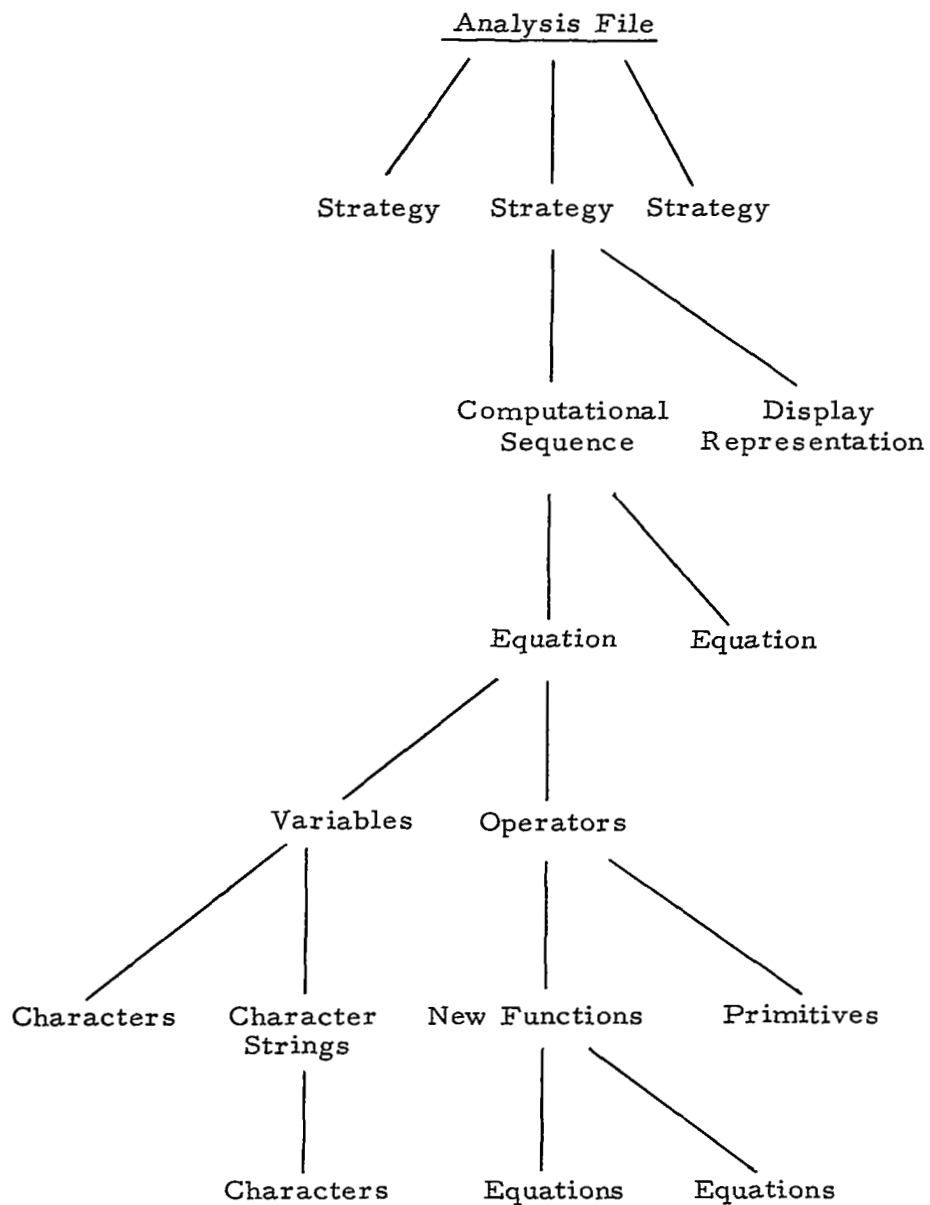 Analysis File
Strategy Strategy Strategy
Computational Display
Sequence Representation
Equation Equation
Variables Operators
Characters Character New Functions Primitives
Strings
Characters Equations Equations